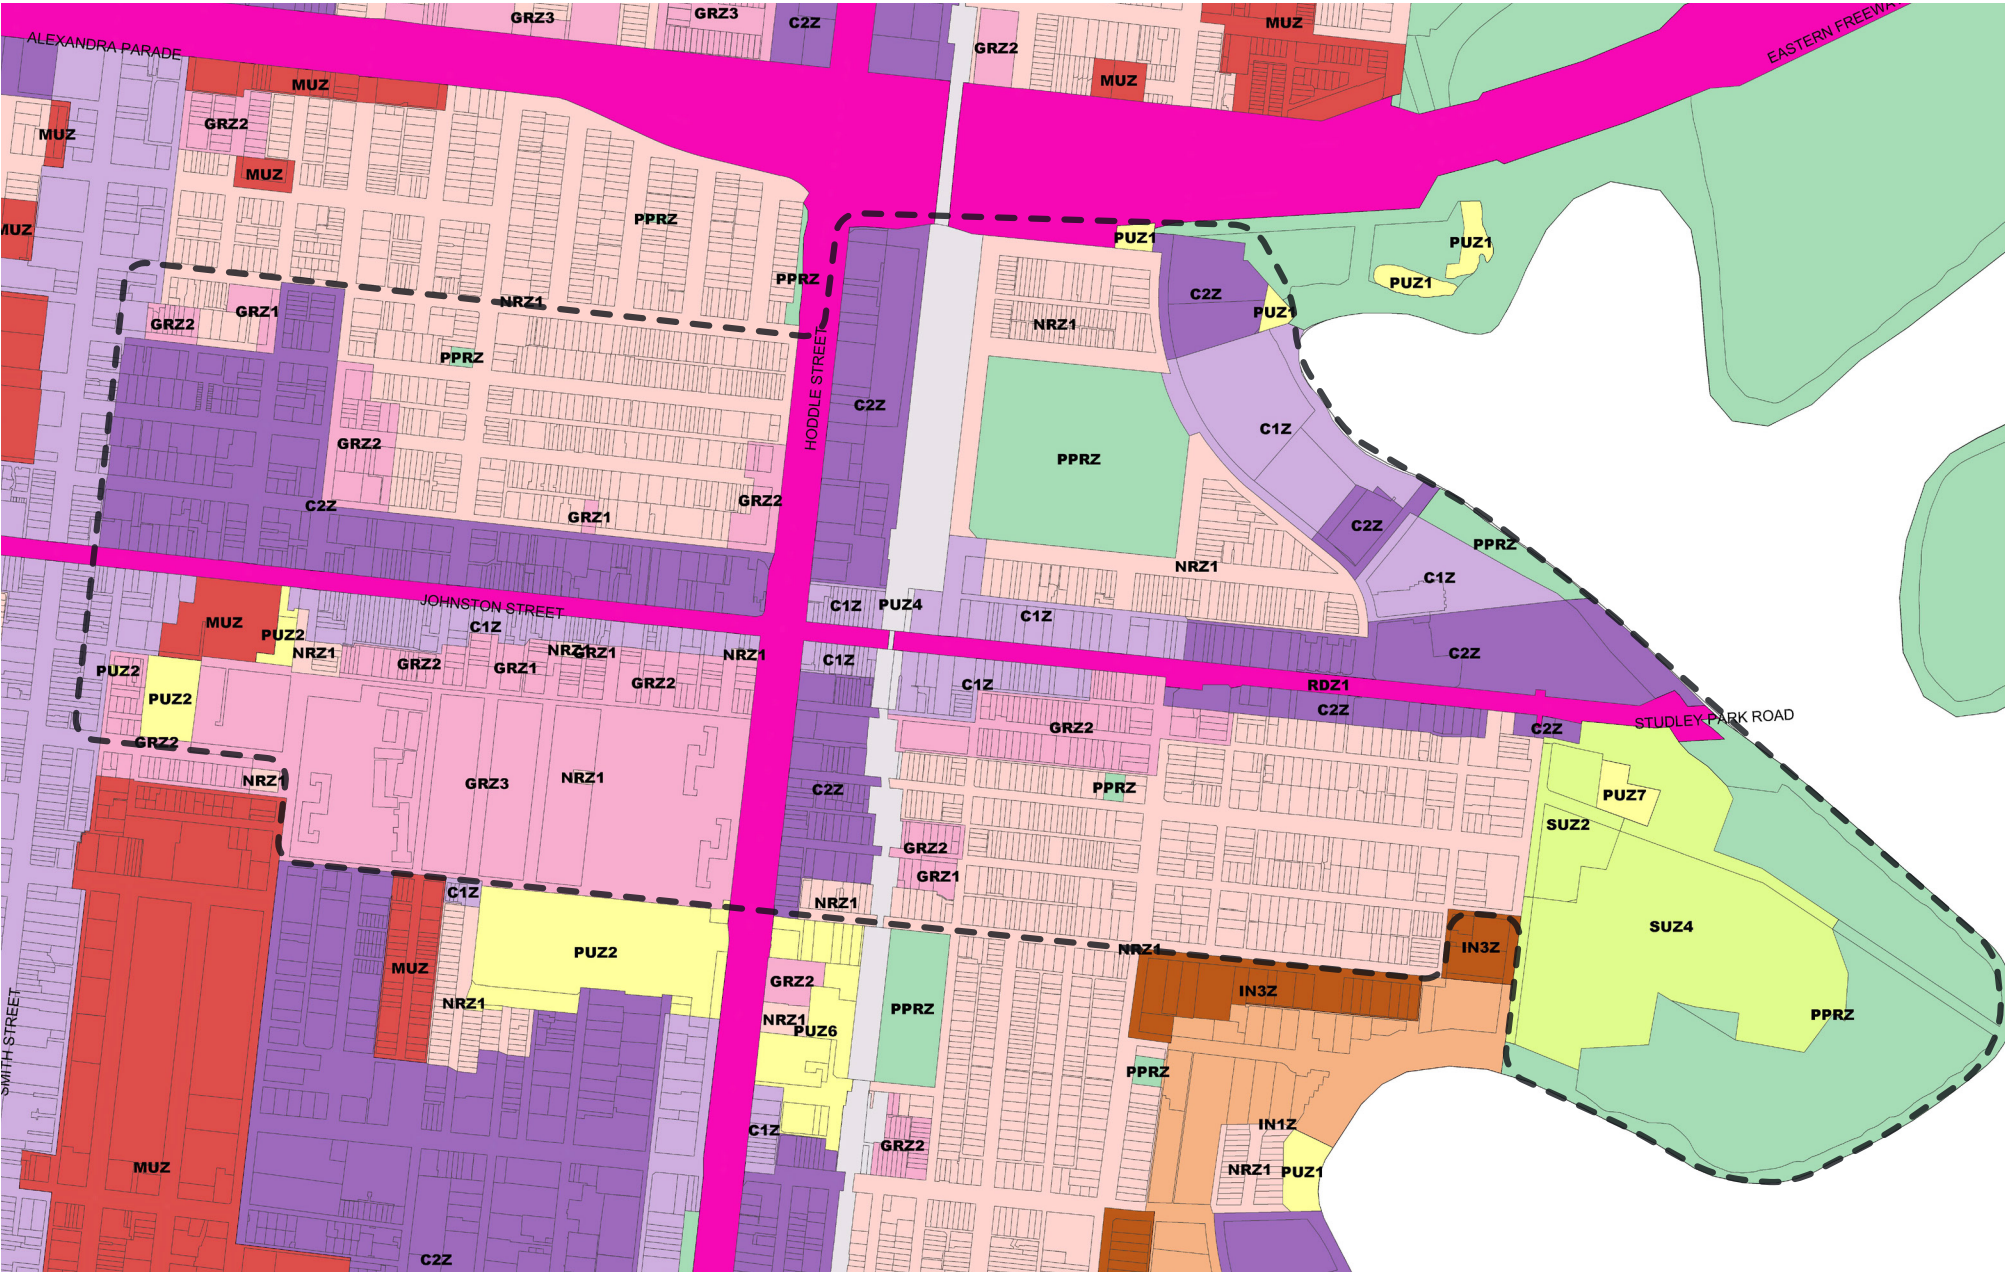 GRZ3
GRZ3
C2Z
MUZ
EASTERN FREEWAY
ALEXANDRA PARADE
GRZ2
MUZ
MUZ
GRZ2
MUZ
MUZ
MUZ
PPRZ
MUZ
PUZ1
PUZ1
PPRZ
PUZ1
C2Z
NRZ1
GRZ1
GRZ2
PUZ1
NRZ1
PPRZ
HODDLE STREET
C2Z
C1Z
GRZ2
PPRZ
GRZ2
C2Z
GRZ1
C2Z
PPRZ
NRZ1
C1Z
JOHNSTON STREET
C1Z
PUZ4
C1Z
MUZ
C1Z
PUZ2
NRZ1
NRZ1
GRZ1
NRZ1
C1Z
C2Z
GRZ2
GRZ1
PUZ2
GRZ2
C1Z
RDZ1
PUZ2
C2Z
STUDLEY PARK ROAD
GRZ2
C2Z
GRZ2
NRZ1
GRZ3
NRZ1
C2Z
PPRZ
PUZ7
SUZ2
GRZ2
GRZ1
C1Z
NRZ1
SUZ4
NRZ1
IN3Z
PUZ2
MUZ
GRZ2
IN3Z
NRZ1
PPRZ
PPRZ
NRZ1
PUZ6
SMITH STREET
PPRZ
C1Z
IN1Z
GRZ2
MUZ
NRZ1
PUZ1
C2Z